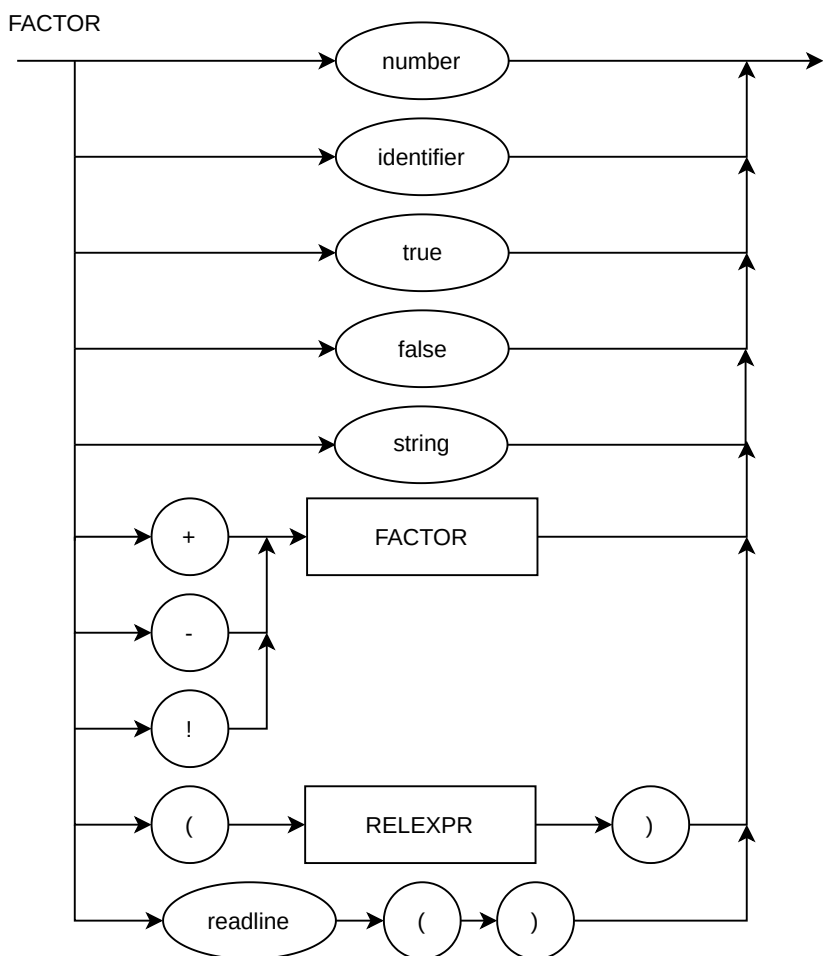 FACTOR
number
identifier
true
false
string
+ FACTOR
-
!
( RELEXPR )
readline ( )